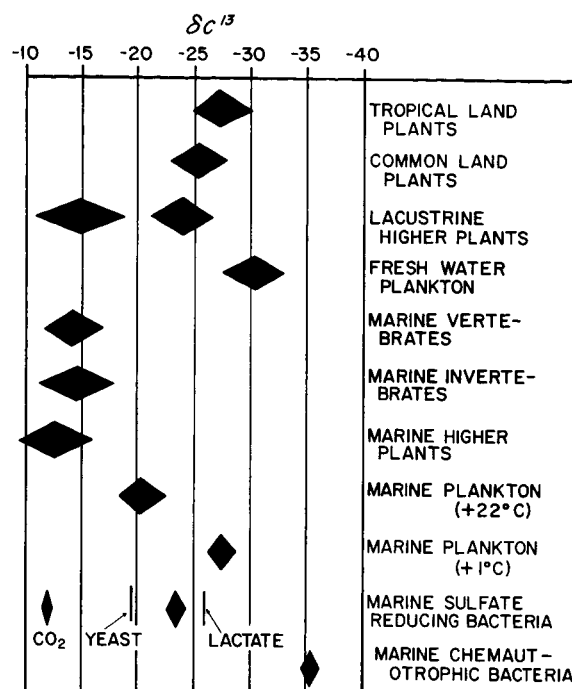 δc¹³
-10 -15 -20 -25 -30 -35 -40
TROPICAL LAND
PLANTS
COMMON LAND
PLANTS
LACUSTRINE
HIGHER PLANTS
FRESH WATER
PLANKTON
MARINE VERTE-
BRATES
MARINE INVERTE-
BRATES
MARINE HIGHER
PLANTS
MARINE PLANKTON
(+22°C)
MARINE PLANKTON
(+1°C)
MARINE SULFATE
REDUCING BACTERIA
CO₂ YEAST LACTATE
MARINE CHEMAUT-
OTROPHIC BACTERIA